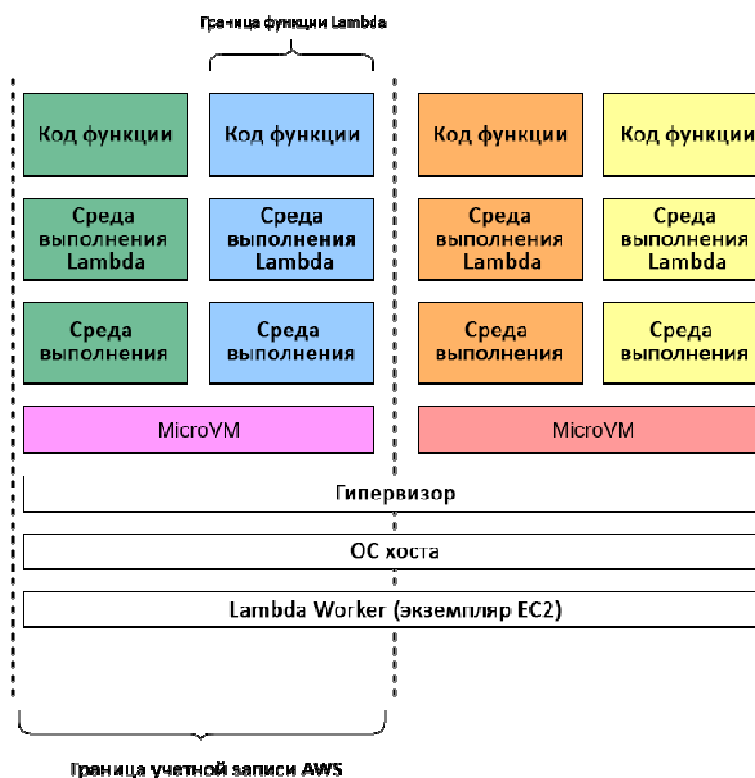 Граница функции Lambda
Код функции
Код функции
Код функции
Код функции
Среда
выполнения
Lambda
Среда
выполнения
Lambda
Среда
выполнения
Lambda
Среда
выполнения
Lambda
Среда
выполнения
Среда
выполнения
Среда
выполнения
Среда
выполнения
MicroVM
MicroVM
Гипервизор
ОС хоста
Lambda Worker (экземпляр EC2)
Граница учетной записи AWS